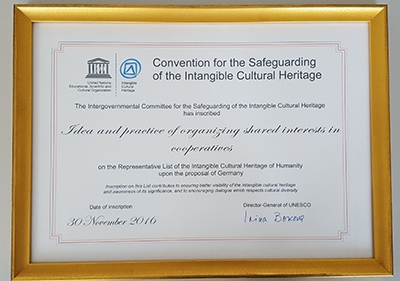 Convention for the Safeguarding
of the Intangible Cultural Heritage
United Nations
Educational, Scientific and
Cultural Organization
Intangible
Cultural
Heritage
The Intergovernmental Committee for the Safeguarding of the Intangible Cultural Heritage
has inscribed
Idea and practice of organizing shared interests in
cooperatives
on the Representative List of the Intangible Cultural Heritage of Humanity
upon the proposal of Germany
Inscription on this List contributes to ensuring better visibility of the intangible cultural heritage
and awareness of its significance, and to encouraging dialogue which respects cultural diversity
Date of inscription
30 November 2016
Director-General of UNESCO
Irina Bokova